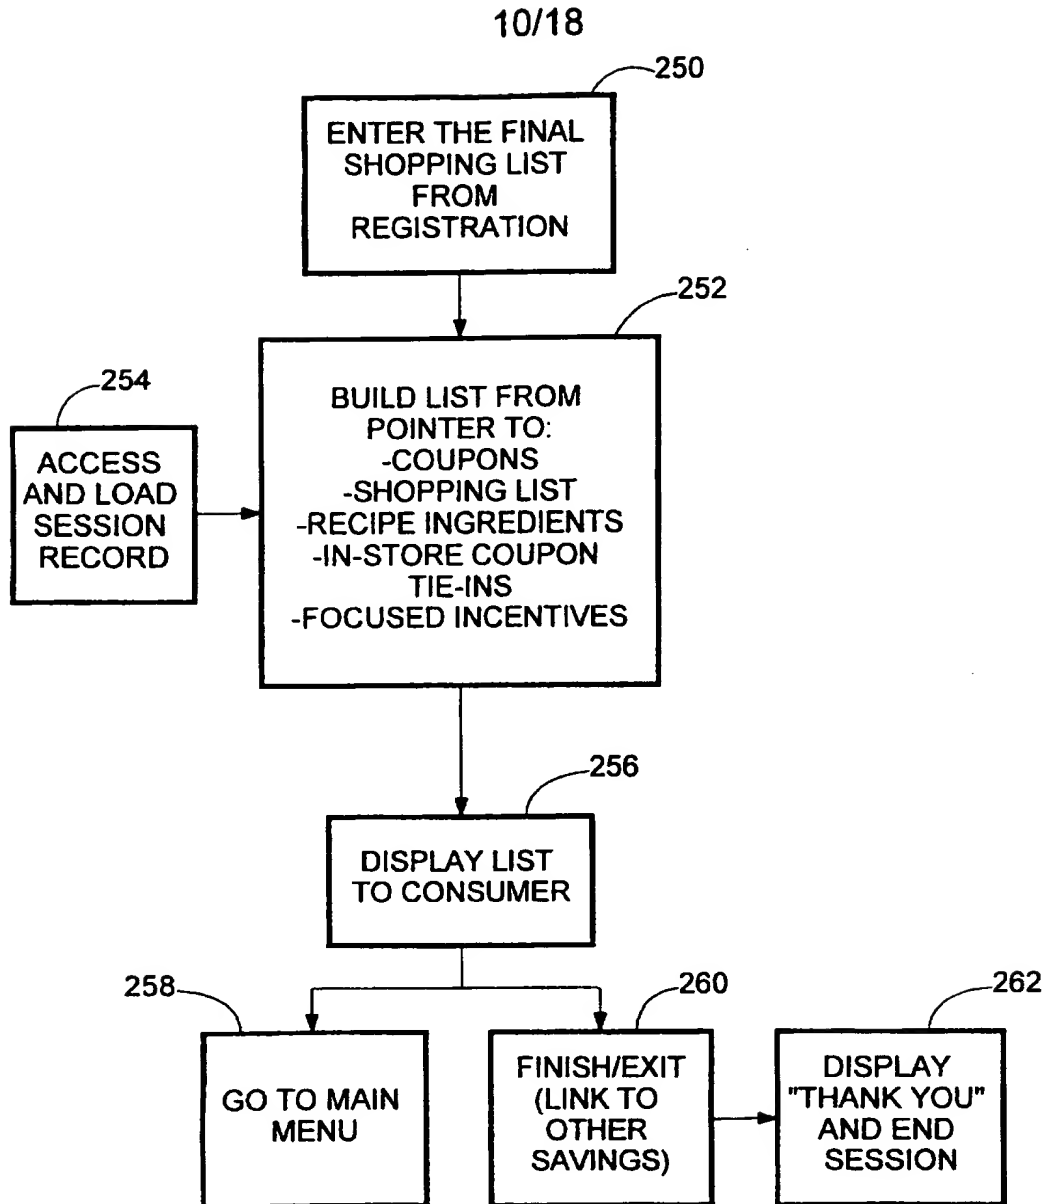 10/18
250
ENTER THE FINAL
SHOPPING LIST
FROM
REGISTRATION
252
BUILD LIST FROM
POINTER TO:
-COUPONS
-SHOPPING LIST
-RECIPE INGREDIENTS
-IN-STORE COUPON
TIE-INS
-FOCUSED INCENTIVES
254
ACCESS
AND LOAD
SESSION
RECORD
256
DISPLAY LIST
TO CONSUMER
258
GO TO MAIN
MENU
260
FINISH/EXIT
(LINK TO
OTHER
SAVINGS)
262
DISPLAY
"THANK YOU"
AND END
SESSION